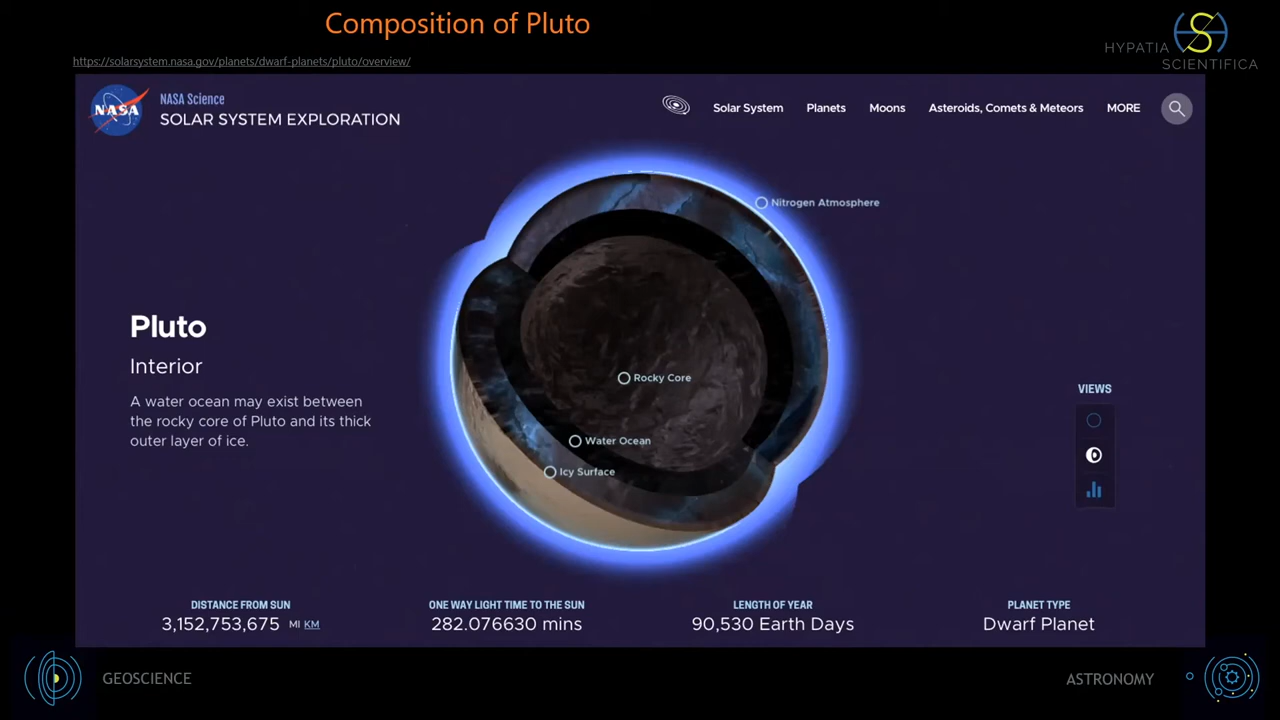 Composition of Pluto
HYPATIA
SCIENTIFICA
https://solarsystem.nasa.gov/planets/dwarf-planets/pluto/overview/
NASA
NASA Science
SOLAR SYSTEM EXPLORATION
Solar System
Planets
Moons
Asteroids, Comets & Meteors
MORE
Nitrogen Atmosphere
Pluto
Interior
A water ocean may exist between
the rocky core of Pluto and its thick
outer layer of ice.
Rocky Core
Water Ocean
Icy Surface
VIEWS
DISTANCE FROM SUN
3,152,753,675 MI KM
ONE WAY LIGHT TIME TO THE SUN
282.076630 mins
LENGTH OF YEAR
90,530 Earth Days
PLANET TYPE
Dwarf Planet
GEOSCIENCE
ASTRONOMY